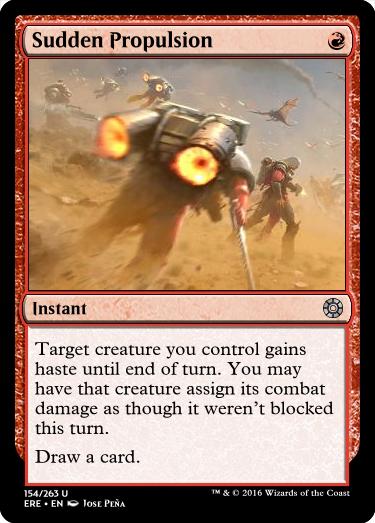 Sudden Propulsion
Instant
Target creature you control gains
haste until end of turn. You may
have that creature assign its combat
damage as though it weren't blocked
this turn.
Draw a card.
154/263 U
ERE • EN Jose Peña
™ & © 2016 Wizards of the Coast